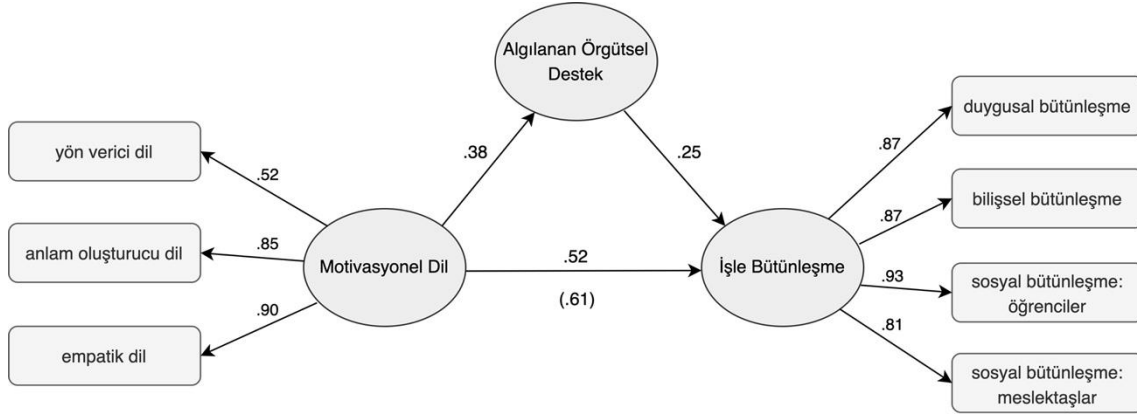 Algılanan Örgütsel
Destek
yön verici dil
anlam oluşturucu dil
empatik dil
.52
.85
.90
Motivasyonel Dil
.38
.25
.52
(.61)
İşle Bütünleşme
.87
.87
.93
.81
duygusal bütünleşme
bilişsel bütünleşme
sosyal bütünleşme:
öğrenciler
sosyal bütünleşme:
meslektaşlar